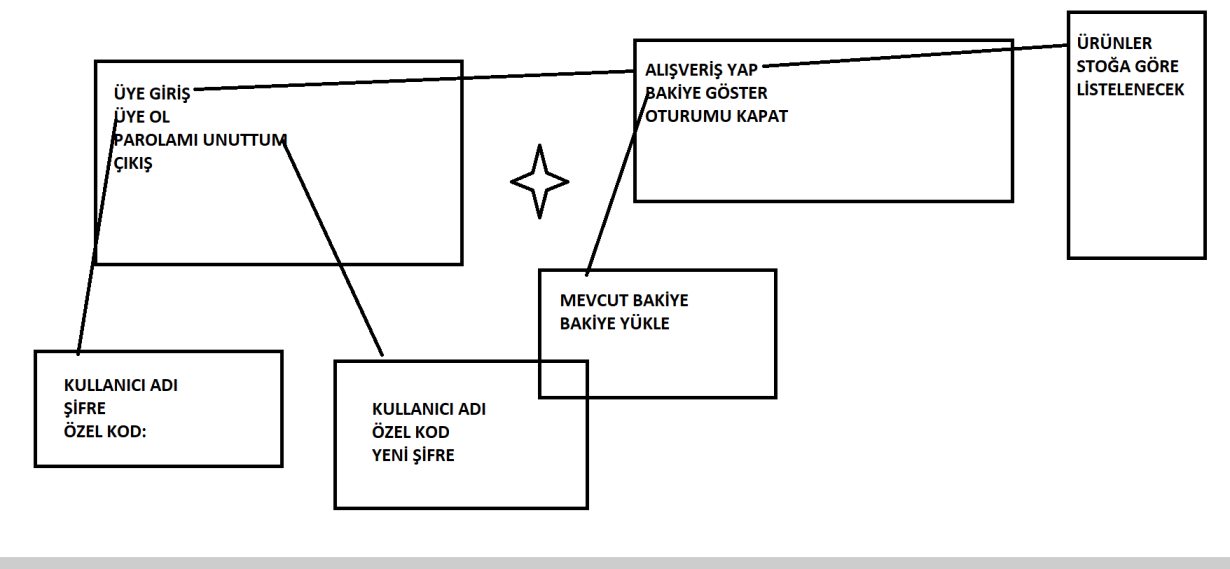 ÜYE GİRİŞ
ÜYE OL
PAROLAMI UNUTTUM
ÇIKIŞ
ALIŞVERİŞ YAP
BAKİYE GÖSTER
OTURUMU KAPAT
ÜRÜNLER
STOĞA GÖRE
LİSTELENECEK
MEVCUT BAKİYE
BAKİYE YÜKLE
KULLANICI ADI
ŞİFRE
ÖZEL KOD:
KULLANICI ADI
ÖZEL KOD
YENİ ŞİFRE